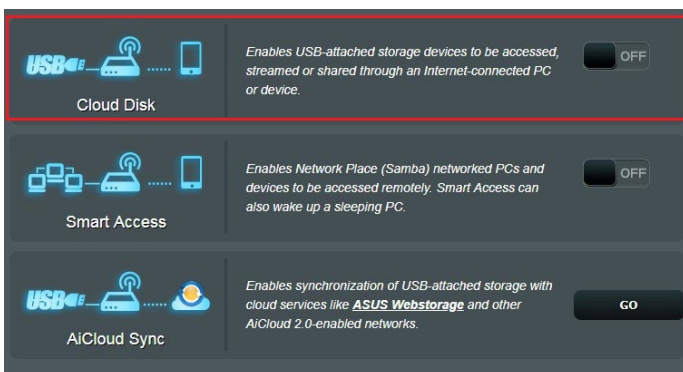 USB
Cloud Disk
Enables USB-attached storage devices to be accessed,
streamed or shared through an Internet-connected PC
or device.
OFF
Smart Access
Enables Network Place (Samba) networked PCs and
devices to be accessed remotely. Smart Access can
also wake up a sleeping PC.
OFF
USB
AiCloud Sync
Enables synchronization of USB-attached storage with
cloud services like ASUS Webstorage and other
AiCloud 2.0-enabled networks.
GO